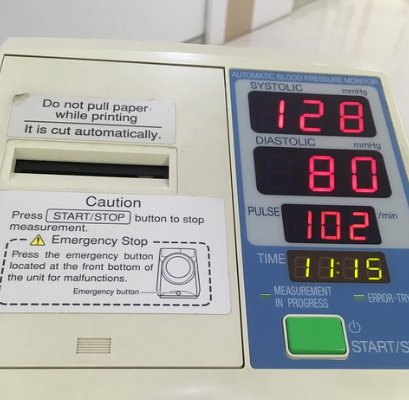 Do not pull paper
while printing
It is cut automatically.
Caution
Press START/STOP button to stop
measurement.
Emergency Stop
Press the emergency button
located at the front bottom of
the unit for malfunctions.
Emergency button
AUTOMATIC BLOOD PRESSURE MONITOR
SYSTOLIC mmHg
128
DIASTOLIC mmHg
80
PULSE 102 /min
TIME 11:15
MEASUREMENT
IN PROGRESS
ERROR-TR
START/S